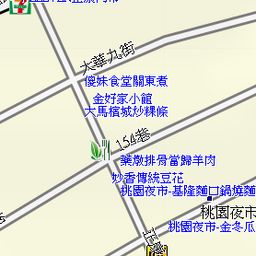 7
大華九街
傻妹食堂關東煮
金好家小館
大馬檳城炒粿條
154巷
藥燉排骨當歸羊肉
妙香傳統豆花
桃園夜市-基隆麵口鍋燒麵
桃園夜市
桃園夜市-金冬瓜